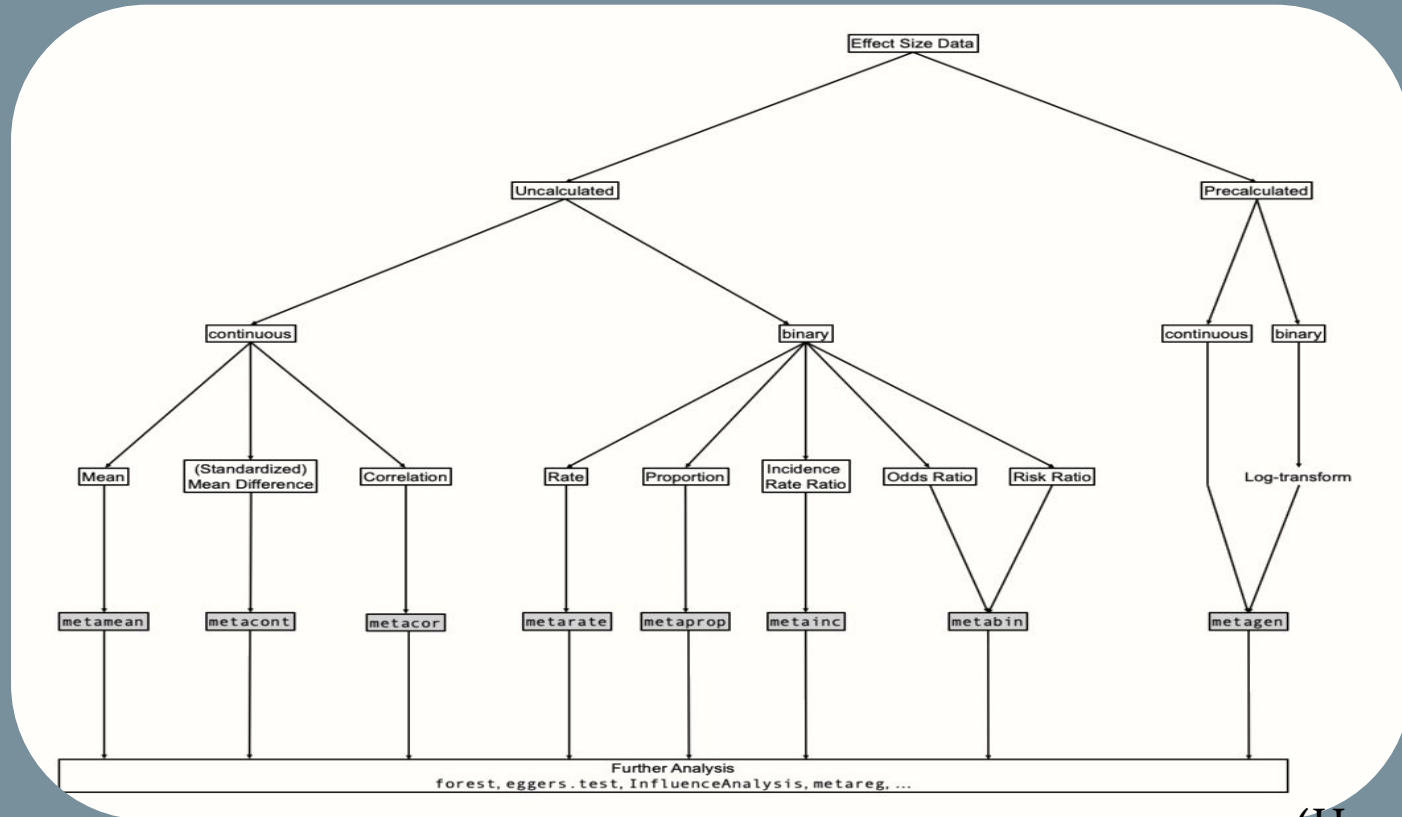 Effect Size Data
Uncalculated
Precalculated
continuous
binary
continuous
binary
Mean
(Standardized)
Mean Difference
Correlation
Rate
Proportion
Incidence
Rate Ratio
Odds Ratio
Risk Ratio
Log-transform
metamean
metacont
metacor
metarate
metaprop
metainc
metabin
metagen
Further Analysis
forest, eggers.test, InfluenceAnalysis, metareg, ...